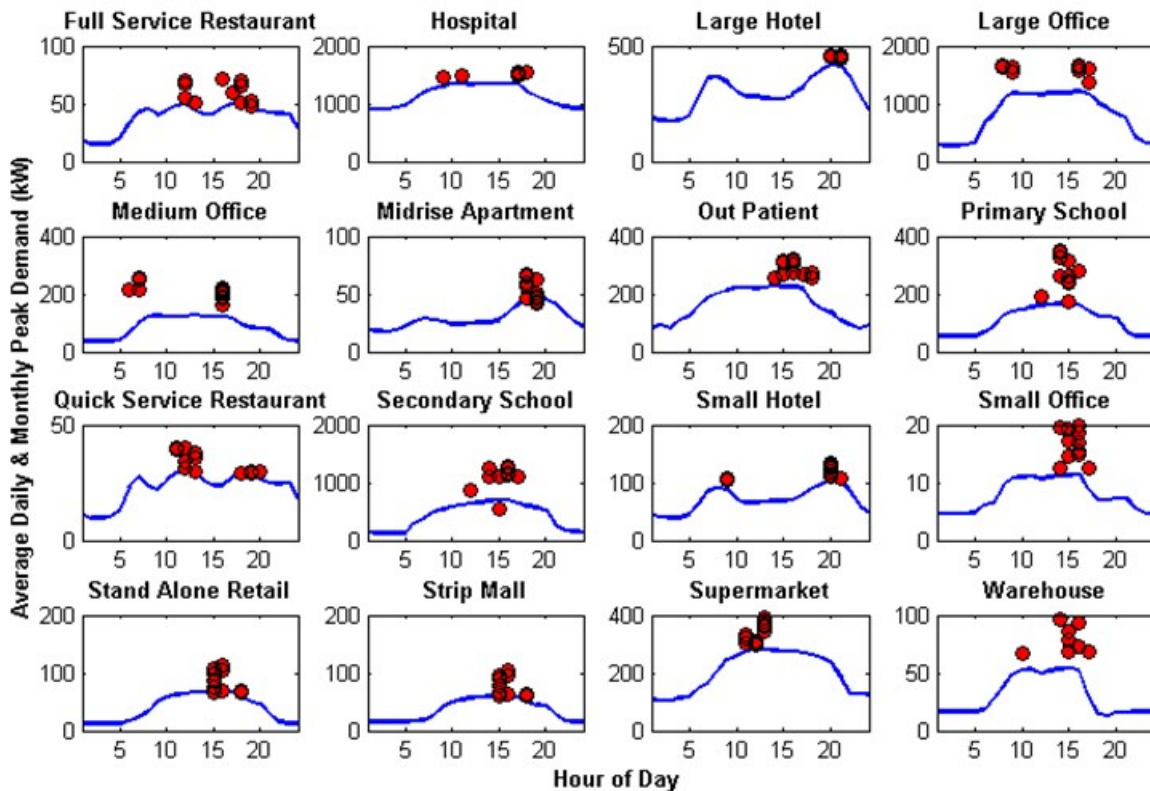 Full Service Restaurant Hospital Large Hotel Large Office
100 2000 500 2000
50 1000 1000
0 0 0 0
5 10 15 20 5 10 15 20 5 10 15 20 5 10 15 20
Medium Office Midrise Apartment Out Patient Primary School
400 100 400 400
200 50 200 200
0 0 0 0
5 10 15 20 5 10 15 20 5 10 15 20 5 10 15 20
Quick Service Restaurant Secondary School Small Hotel Small Office
50 2000 200 20
1000 100 10
0 0 0 0
5 10 15 20 5 10 15 20 5 10 15 20 5 10 15 20
Stand Alone Retail Strip Mall Supermarket Warehouse
200 200 400 100
100 100 200 50
0 0 0 0
5 10 15 20 5 10 15 20 5 10 15 20 5 10 15 20
Average Daily & Monthly Peak Demand (kW)
Hour of Day